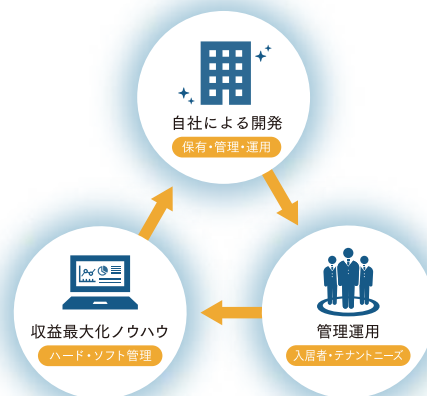 自社による開発
保有・管理・運用
収益最大化ノウハウ
ハード・ソフト管理
管理運用
入居者・テナントニーズ